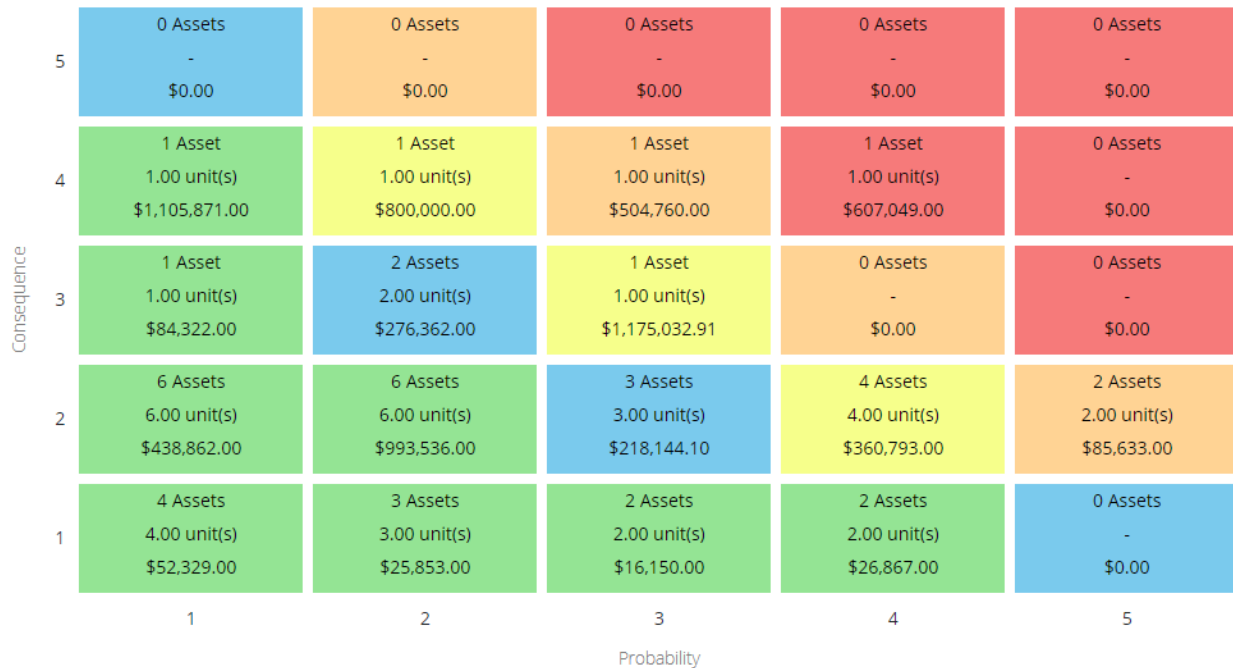 0 Assets 0 Assets 0 Assets 0 Assets 0 Assets
5 - - - - -
$0.00 $0.00 $0.00 $0.00 $0.00
1 Asset 1 Asset 1 Asset 1 Asset 0 Assets
4 1.00 unit(s) 1.00 unit(s) 1.00 unit(s) 1.00 unit(s) -
$1,105,871.00 $800,000.00 $504,760.00 $607,049.00 $0.00
Consequence
1 Asset 2 Assets 1 Asset 0 Assets 0 Assets
3 1.00 unit(s) 2.00 unit(s) 1.00 unit(s) - -
$84,322.00 $276,362.00 $1,175,032.91 $0.00 $0.00
6 Assets 6 Assets 3 Assets 4 Assets 2 Assets
2 6.00 unit(s) 6.00 unit(s) 3.00 unit(s) 4.00 unit(s) 2.00 unit(s)
$438,862.00 $993,536.00 $218,144.10 $360,793.00 $85,633.00
4 Assets 3 Assets 2 Assets 2 Assets 0 Assets
1 4.00 unit(s) 3.00 unit(s) 2.00 unit(s) 2.00 unit(s) -
$52,329.00 $25,853.00 $16,150.00 $26,867.00 $0.00
1 2 3 4 5
Probability